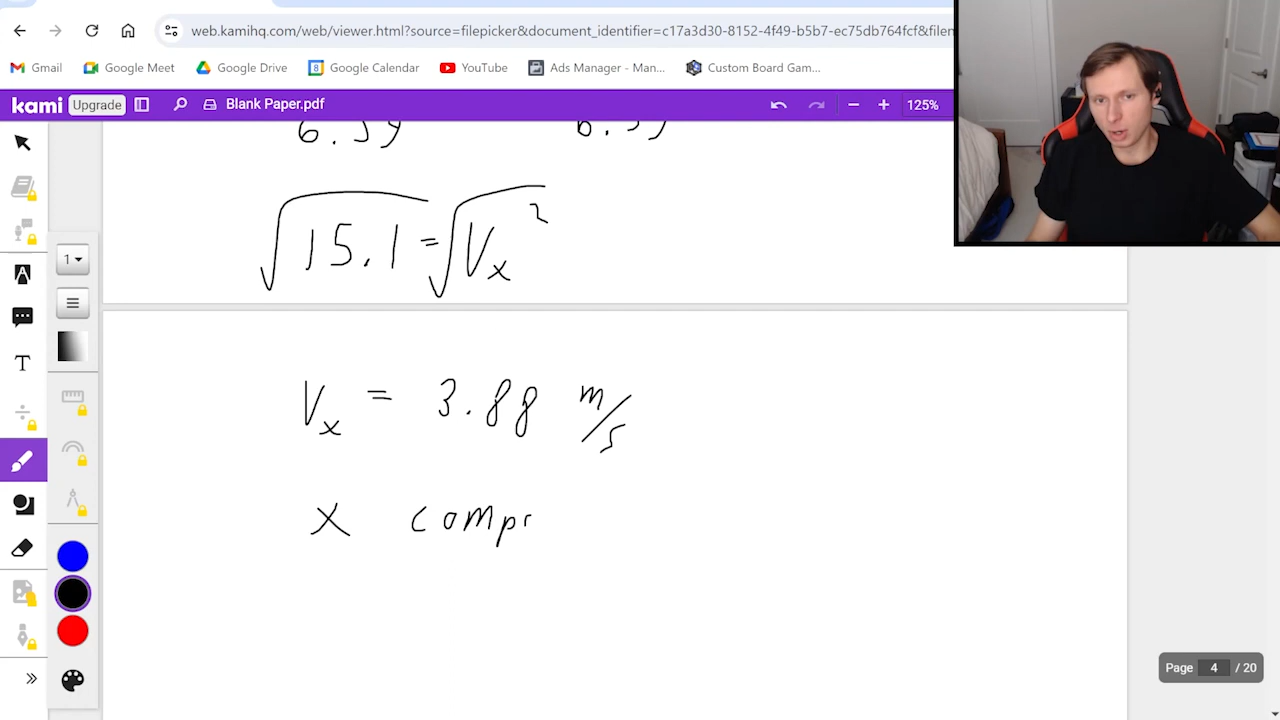 web.kamihq.com/web/viewer.html?source=filepicker&document_identifier=c17a3d30-8152-4f49-b5b7-ec75db764fcf&filen
Gmail Google Meet Google Drive Google Calendar YouTube Ads Manager - Man... Custom Board Gam...
kami Upgrade Blank Paper.pdf 125%
√15.1 = √Vx²
1
Vx = 3.88 m/s
x compr
T
Page 4 / 20